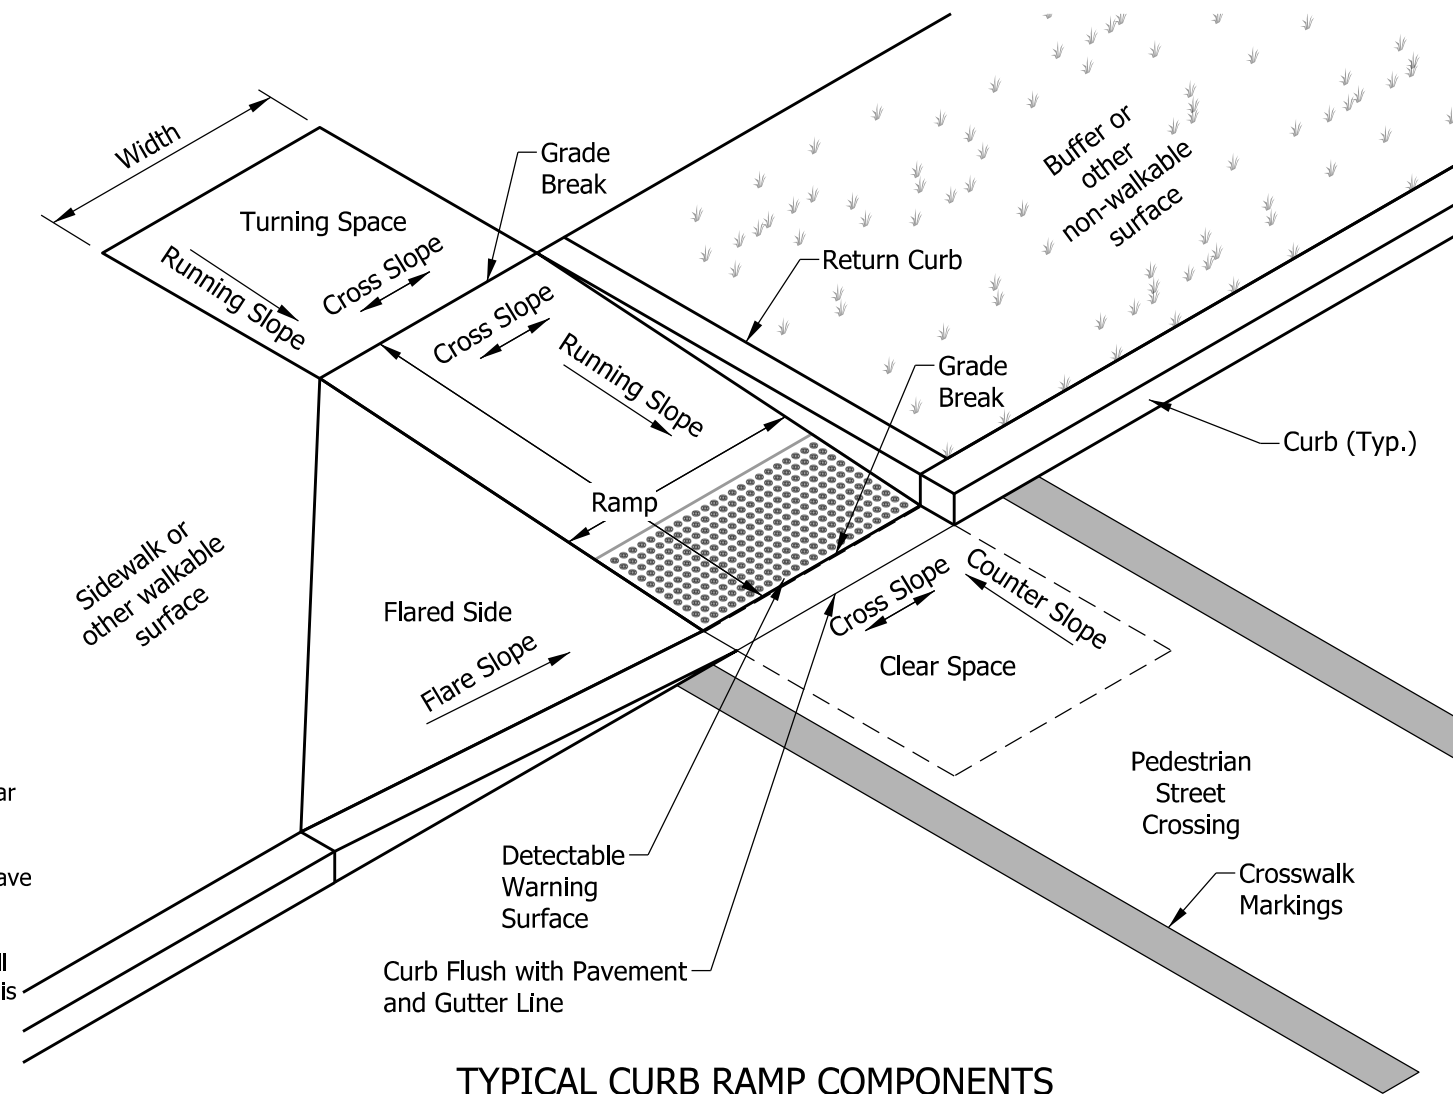 Width
Grade
Break
Turning Space
Running Slope
Cross Slope
Cross Slope
Running Slope
Return Curb
Buffer or
other
non-walkable
surface
Grade
Break
Curb (Typ.)
Ramp
Sidewalk or
other walkable
surface
Flared Side
Flare Slope
Cross Slope
Counter Slope
Clear Space
Pedestrian
Street
Crossing
Detectable
Warning
Surface
Crosswalk
Markings
Curb Flush with Pavement
and Gutter Line
is
TYPICAL CURB RAMP COMPONENTS